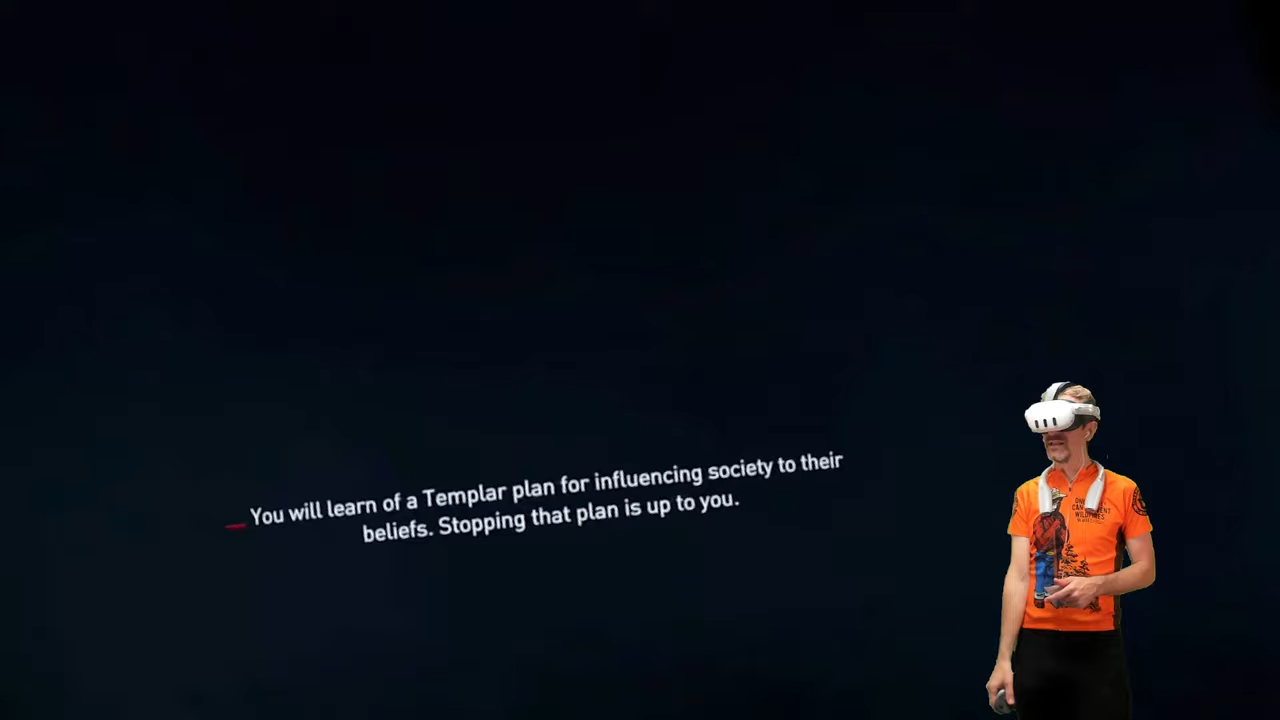 You will learn of a Templar plan for influencing society to their
beliefs. Stopping that plan is up to you.